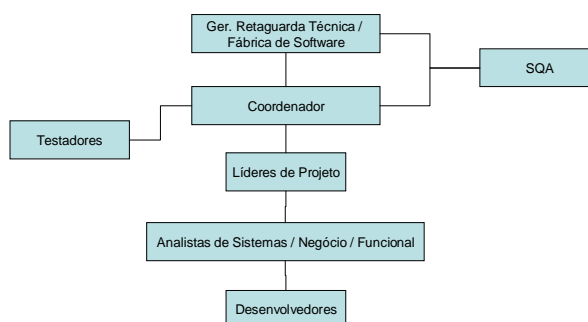 Ger. Retaguarda Técnica /
Fábrica de Software
SQA
Coordenador
Testadores
Líderes de Projeto
Analistas de Sistemas / Negócio / Funcional
Desenvolvedores